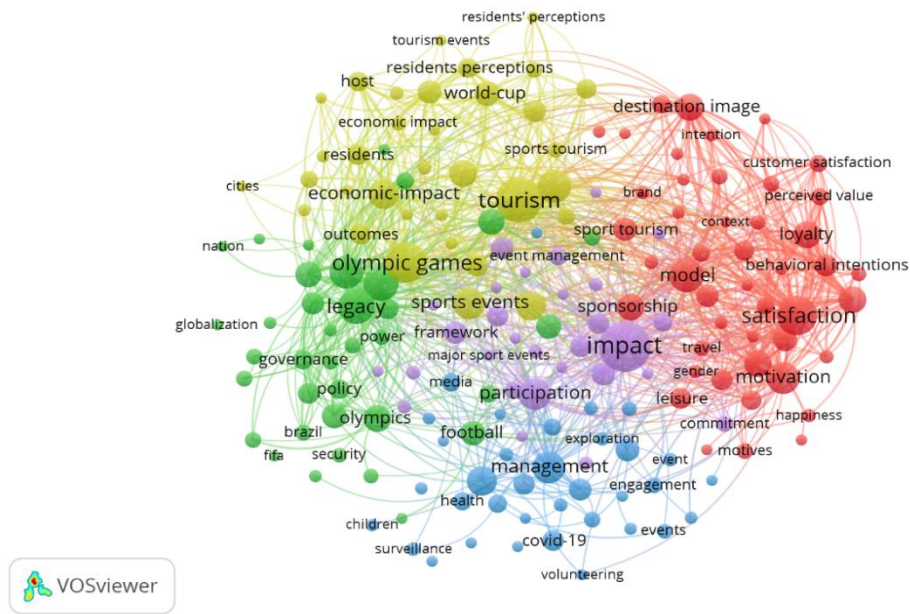 residents' perceptions
tourism events
residents perceptions
host
world-cup
destination image
economic impact
intention
sports tourism
residents
customer satisfaction
cities
economic-impact
tourism
brand
perceived value
context
outcomes
sport tourism
loyalty
nation
event management
olympic games
model
behavioral intentions
legacy
sports events
sponsorship
satisfaction
globalization
power
framework
impact
travel
governance
major sport events
gender
media
motivation
policy
participation
leisure
olympics
happiness
brazil
football
commitment
exploration
fifa
security
motives
management
event
health
engagement
children
events
covid-19
surveillance
volunteering
VOSviewer